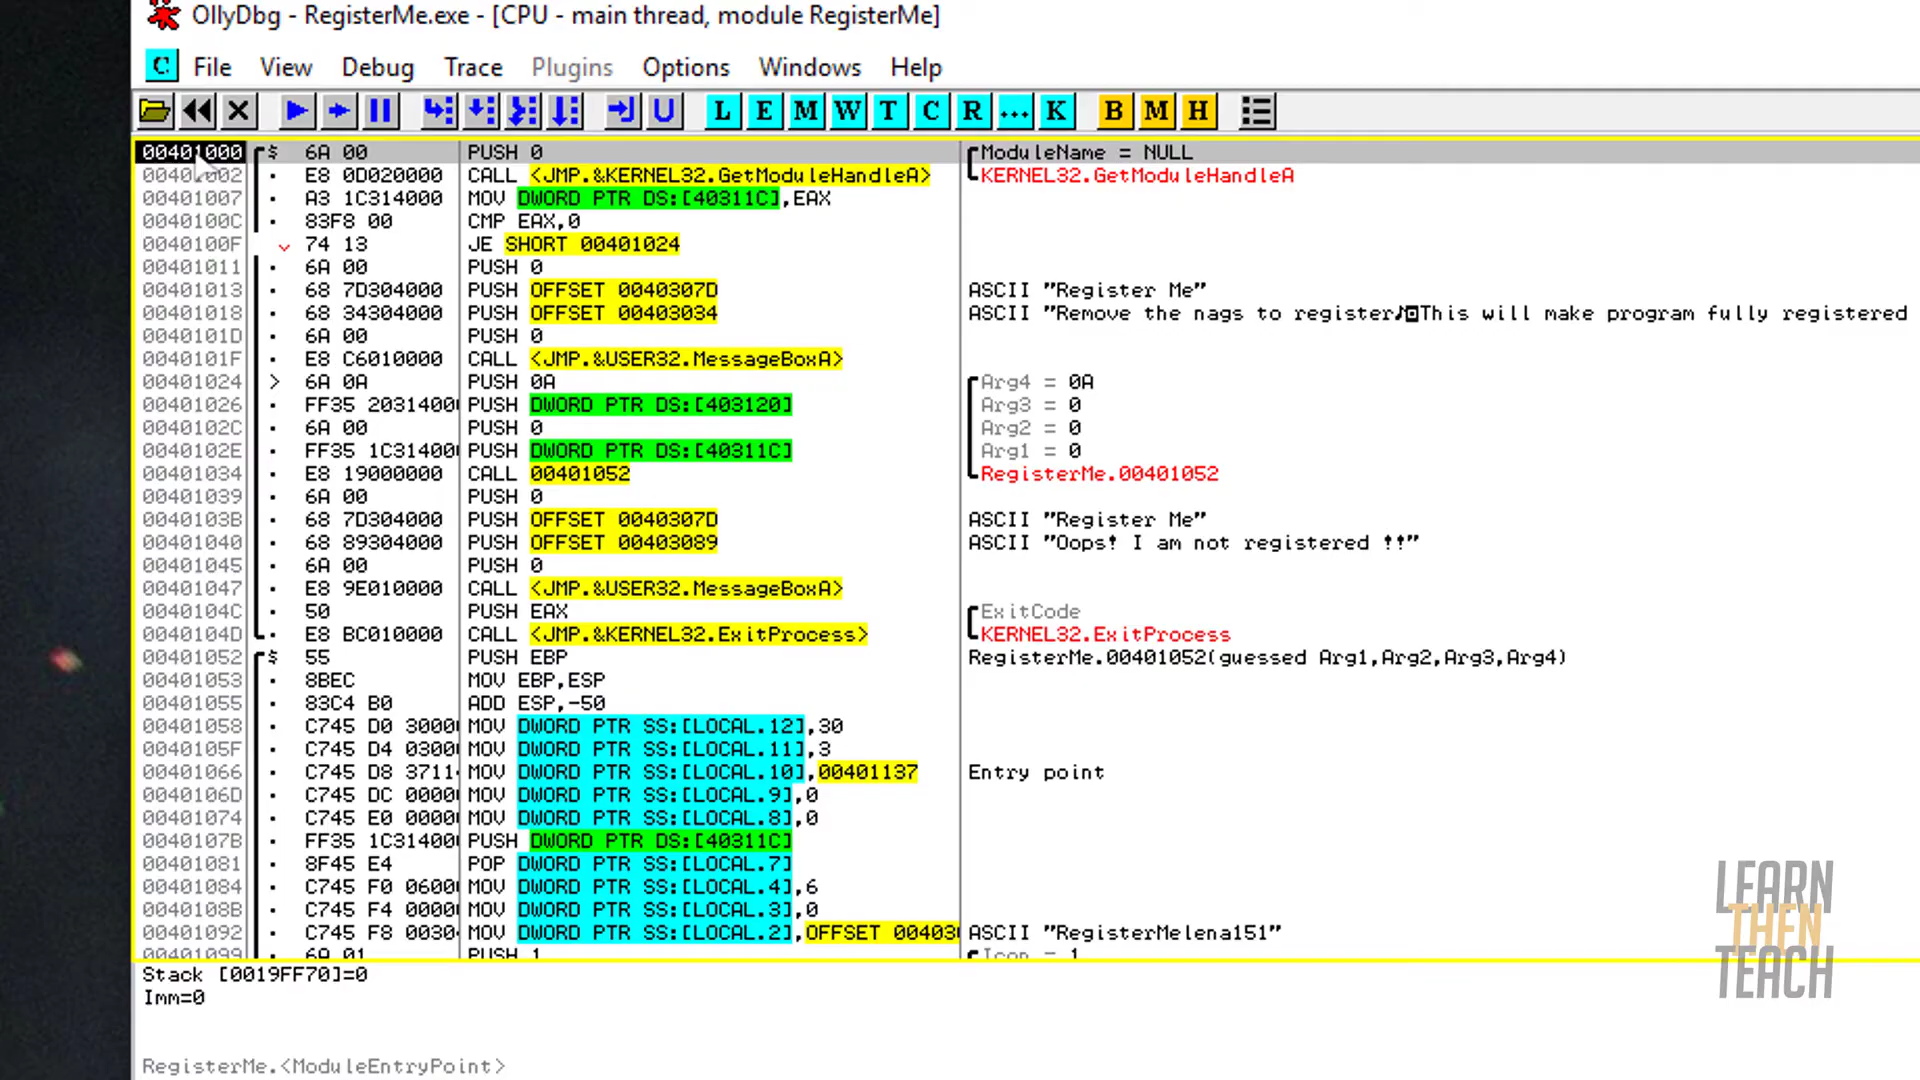 OllyDbg - RegisterMe.exe - [CPU - main thread, module RegisterMe]
C File View Debug Trace Plugins Options Windows Help
U L E M W T C R ... K B M H
00401000 $ 6A 00 PUSH 0 ModuleName = NULL
00401002 · E8 0D020000 CALL <JMP.&KERNEL32.GetModuleHandleA> KERNEL32.GetModuleHandleA
00401007 · A3 1C314000 MOV DWORD PTR DS:[40311C],EAX
0040100C · 83F8 00 CMP EAX,0
0040100F 74 13 JE SHORT 00401024
00401011 · 6A 00 PUSH 0
00401013 · 68 7D304000 PUSH OFFSET 0040307D ASCII "Register Me"
00401018 · 68 34304000 PUSH OFFSET 00403034 ASCII "Remove the nags to register♪◙This will make program fully registered
0040101D · 6A 00 PUSH 0
0040101F · E8 C6010000 CALL <JMP.&USER32.MessageBoxA>
00401024 > 6A 0A PUSH 0A Arg4 = 0A
00401026 > FF35 20314000 PUSH DWORD PTR DS:[403120] Arg3 = 0
0040102C · 6A 00 PUSH 0 Arg2 = 0
0040102E · FF35 1C31400 PUSH DWORD PTR DS:[40311C] Arg1 = 0
00401034 · E8 19000000 CALL 00401052 RegisterMe.00401052
00401039 · 6A 00 PUSH 0
0040103B · 68 7D304000 PUSH OFFSET 0040307D ASCII "Register Me"
00401040 · 68 89304000 PUSH OFFSET 00403089 ASCII "Oops! I am not registered !!"
00401045 · 6A 00 PUSH 0
00401047 · E8 9E010000 CALL <JMP.&USER32.MessageBoxA>
0040104C · 50 PUSH EAX ExitCode
0040104D · E8 BC010000 CALL <JMP.&KERNEL32.ExitProcess> KERNEL32.ExitProcess
00401052 $ 55 PUSH EBP RegisterMe.00401052(guessed Arg1,Arg2,Arg3,Arg4)
00401053 · 8BEC MOV EBP,ESP
00401055 · 83C4 B0 ADD ESP,-50
00401058 · C745 D0 3000 MOV DWORD PTR SS:[LOCAL.12],30
0040105F · C745 D4 0300 MOV DWORD PTR SS:[LOCAL.11],3
00401066 · C745 D8 3711 MOV DWORD PTR SS:[LOCAL.10],00401137 Entry point
0040106D · C745 DC 0000 MOV DWORD PTR SS:[LOCAL.9],0
00401074 · C745 E0 0000 MOV DWORD PTR SS:[LOCAL.8],0
0040107B · FF35 1C31400 PUSH DWORD PTR DS:[40311C]
00401081 · 8F45 E4 POP DWORD PTR SS:[LOCAL.7]
00401084 · C745 F0 0600 MOV DWORD PTR SS:[LOCAL.4],6
0040108B · C745 F4 0000 MOV DWORD PTR SS:[LOCAL.3],0
00401092 · C745 F8 0030 MOV DWORD PTR SS:[LOCAL.2],OFFSET 00403 ASCII "RegisterMelena151"
00401099 · 6A 01 PUSH 1 Icon = 1
Stack [0019FF70]=0
Imm=0
RegisterMe.<ModuleEntryPoint>
LEARN
THEN
TEACH